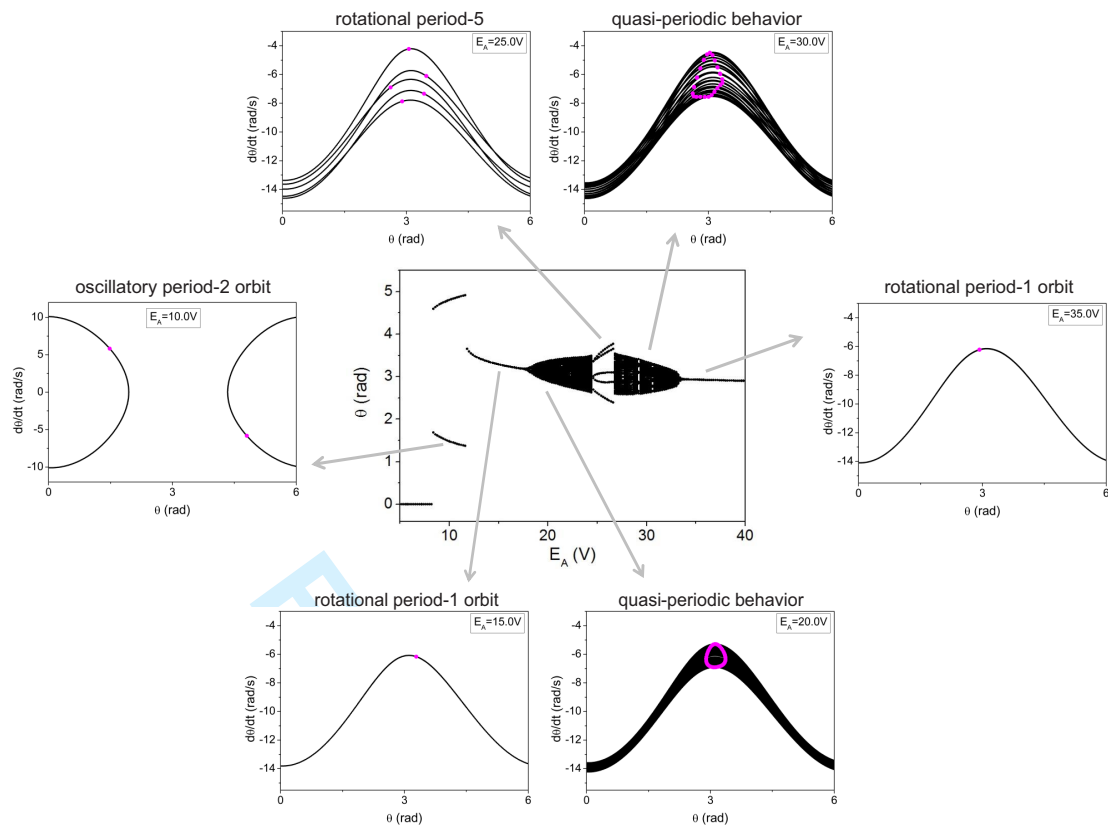 rotational period-5
quasi-periodic behavior
E_A=25.0V
E_A=30.0V
-4
-6
-8
-10
-12
-14
dθ/dt (rad/s)
0
3
6
θ (rad)
-4
-6
-8
-10
-12
-14
dθ/dt (rad/s)
0
3
6
θ (rad)
oscillatory period-2 orbit
E_A=10.0V
10
5
0
-5
-10
dθ/dt (rad/s)
0
3
6
θ (rad)
5
4
3
2
1
0
θ (rad)
10
20
30
40
E_A (V)
rotational period-1 orbit
E_A=35.0V
-4
-6
-8
-10
-12
-14
dθ/dt (rad/s)
0
3
6
θ (rad)
rotational period-1 orbit
quasi-periodic behavior
E_A=15.0V
E_A=20.0V
-4
-6
-8
-10
-12
-14
dθ/dt (rad/s)
0
3
6
θ (rad)
-4
-6
-8
-10
-12
-14
dθ/dt (rad/s)
0
3
6
θ (rad)